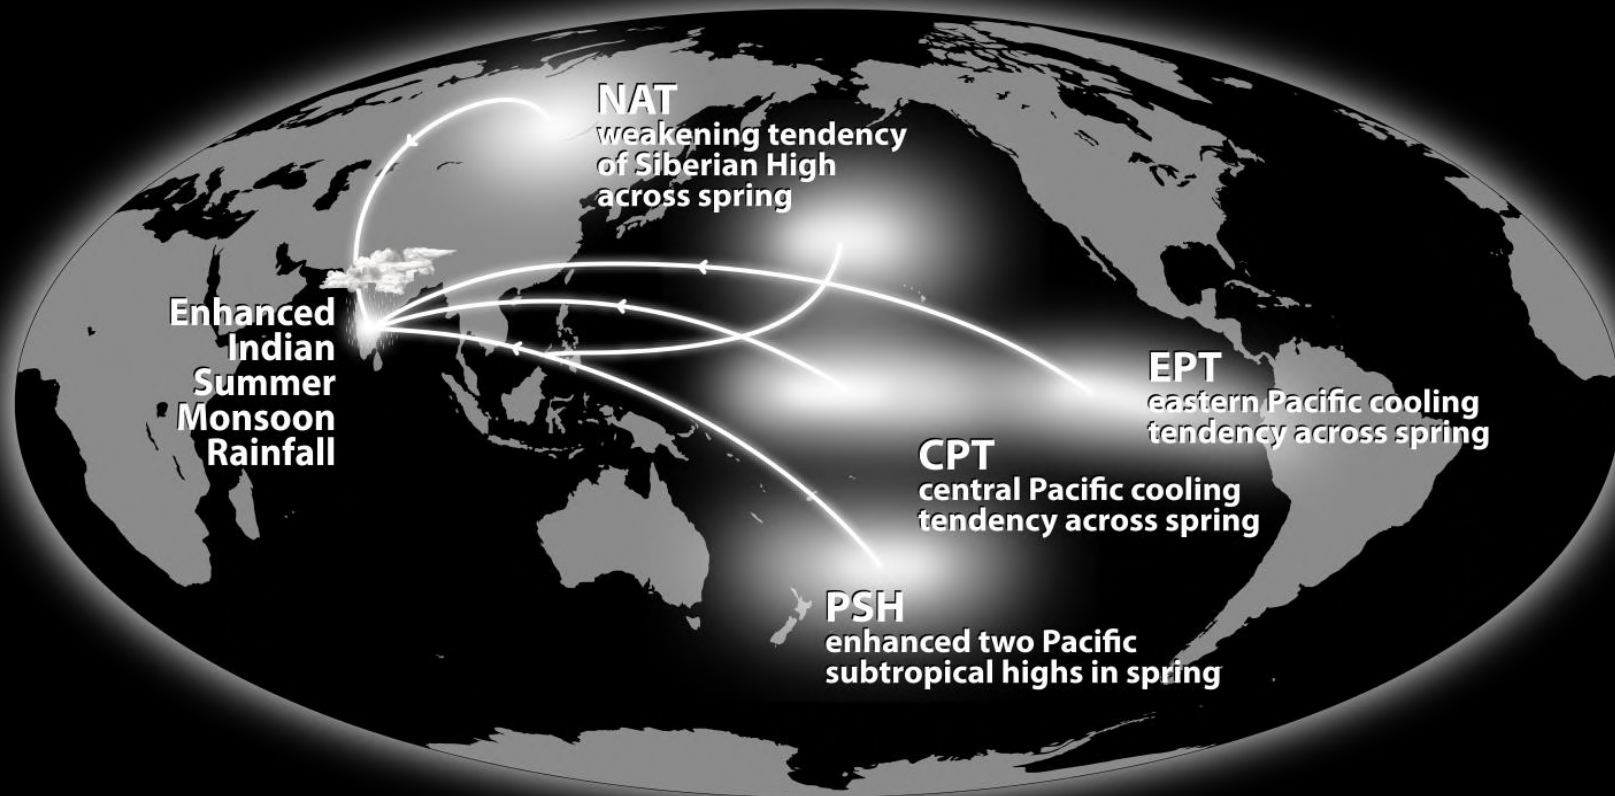 NAT
weakening tendency
of Siberian High
across spring
Enhanced
Indian
Summer
Monsoon
Rainfall
EPT
eastern Pacific cooling
tendency across spring
CPT
central Pacific cooling
tendency across spring
PSH
enhanced two Pacific
subtropical highs in spring